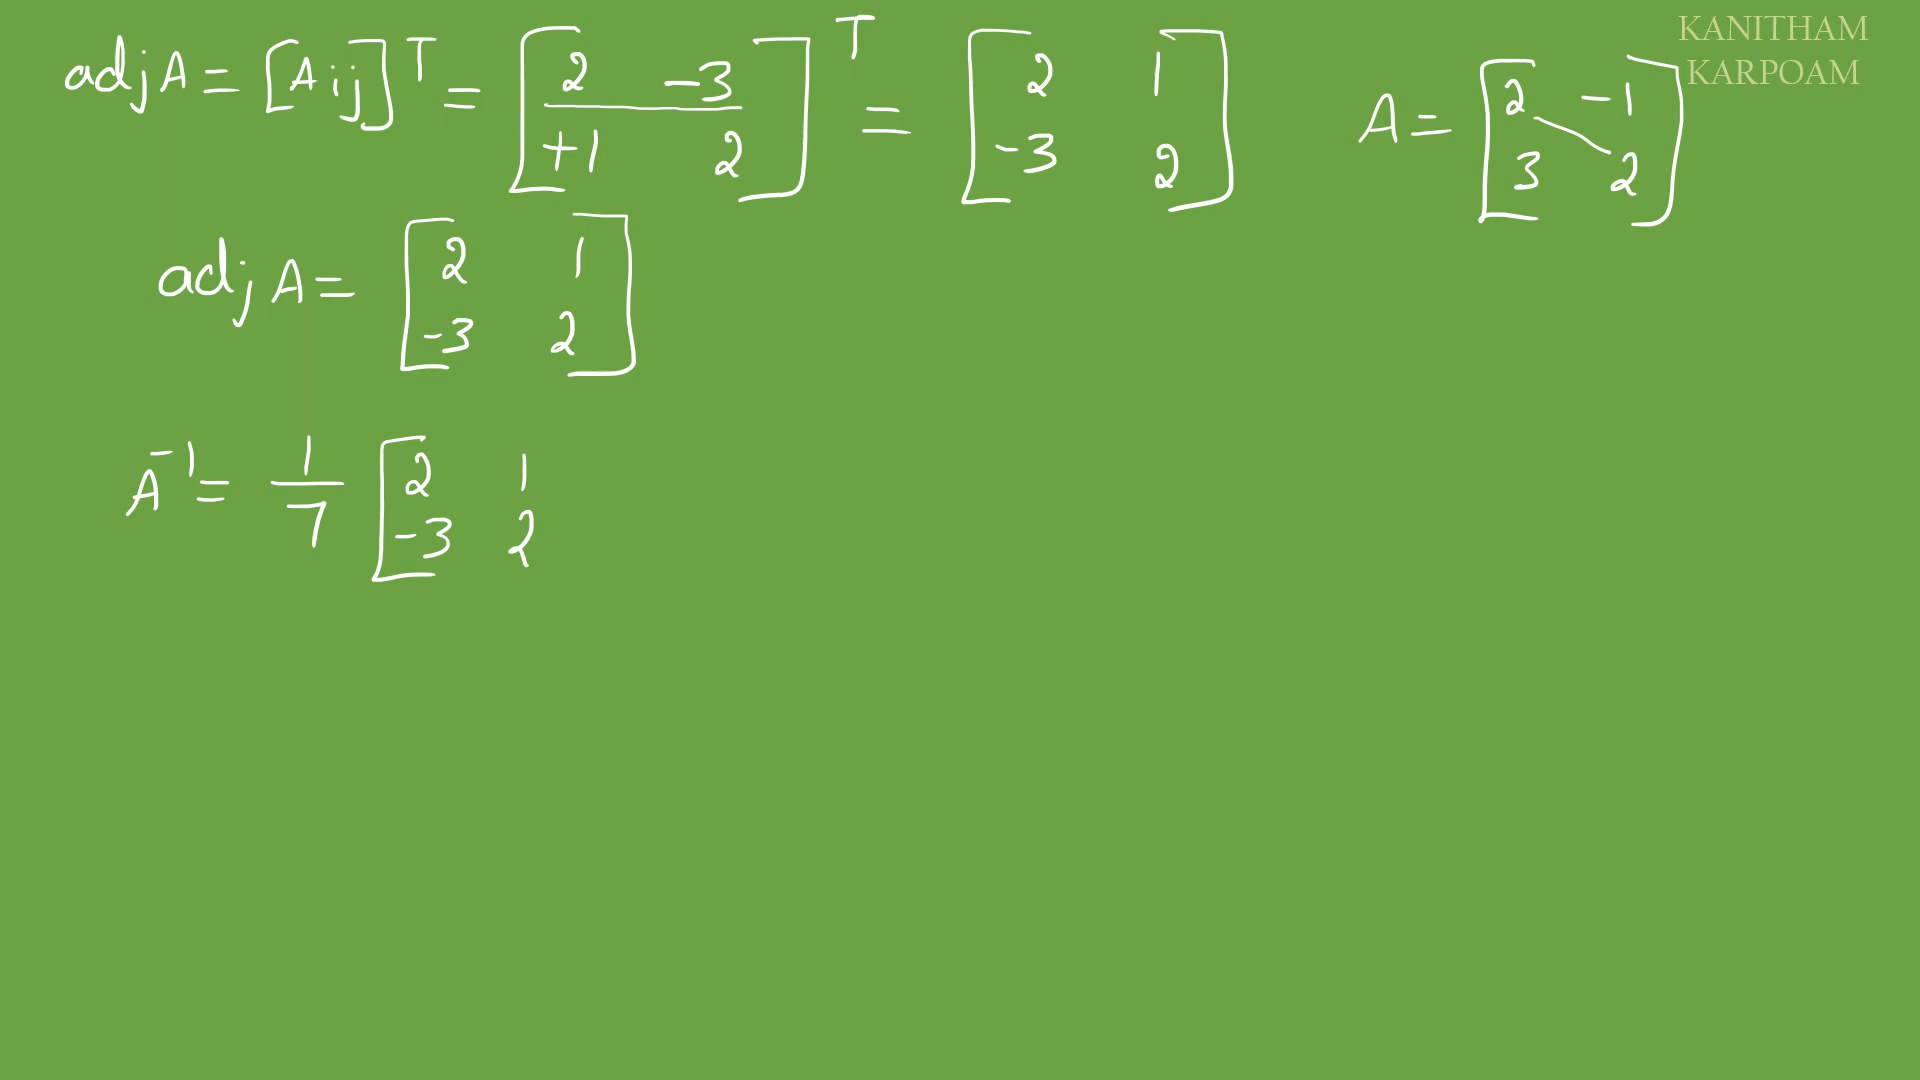 KANITHAM
KARPOAM
adj A = [A ij]^T = [2 -3; +1 2]^T = [2 1; -3 2]
A = [2 -1; 3 2]
adj A = [2 1; -3 2]
A^-1 = 1/7 [2 1; -3 2